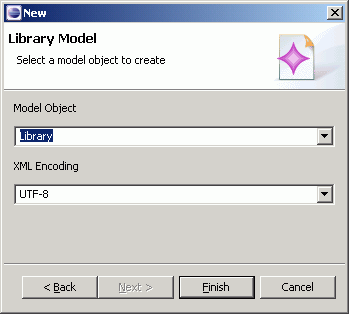 New
Library Model
Select a model object to create
Model Object
Library
XML Encoding
UTF-8
< Back
Next >
Finish
Cancel